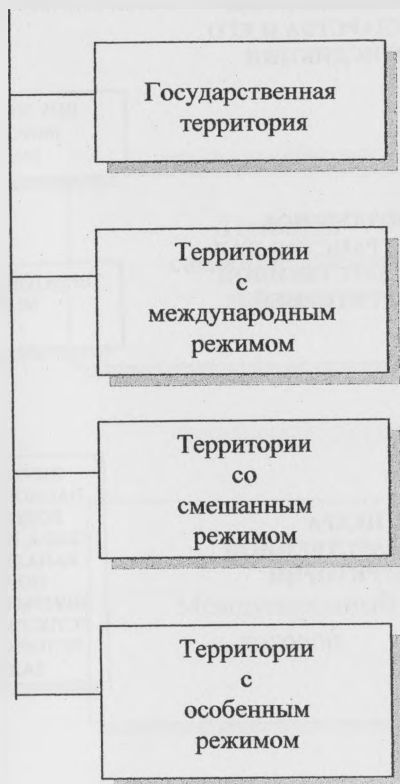 Государственная
территория
Территории
с
международным
режимом
Территории
со
смешанным
режимом
Территории
с
особенным
режимом